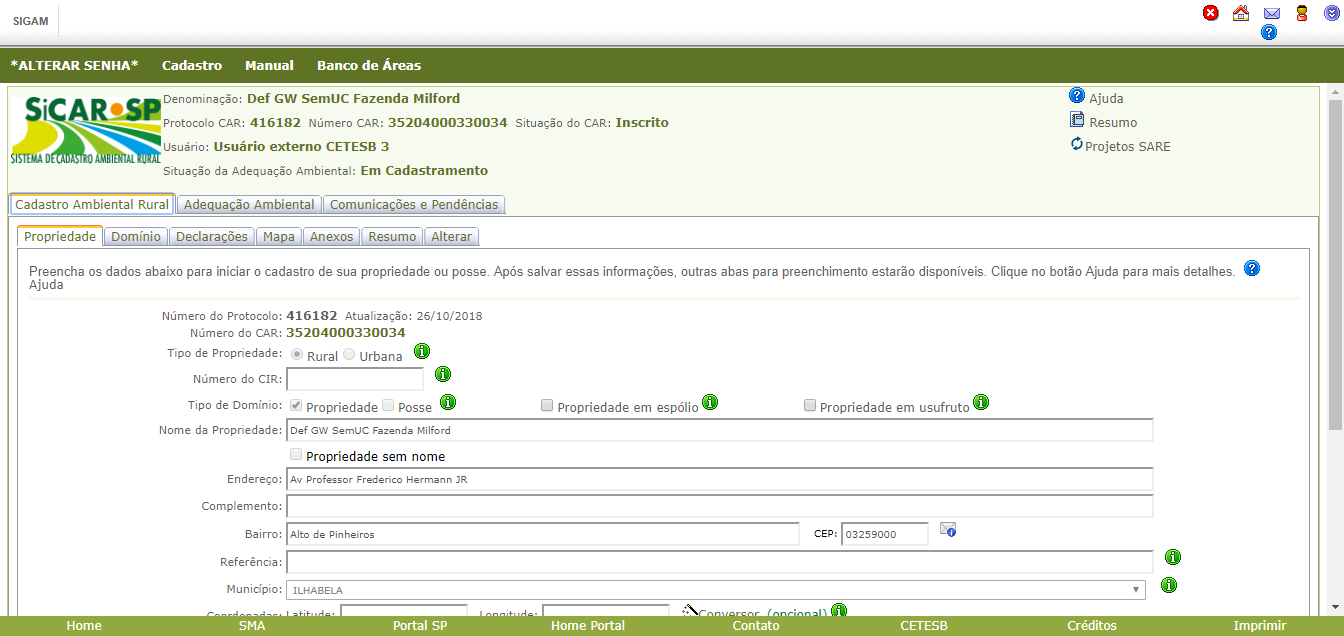 SIGAM
*ALTERAR SENHA* Cadastro Manual Banco de Áreas
SiCAR SP
SISTEMA DE CADASTRO AMBIENTAL RURAL
Denominação: Def GW SemUC Fazenda Milford
Protocolo CAR: 416182 Número CAR: 35204000330034 Situação do CAR: Inscrito
Usuário: Usuário externo CETESB 3
Situação da Adequação Ambiental: Em Cadastramento
Ajuda
Resumo
Projetos SARE
Cadastro Ambiental Rural Adequação Ambiental Comunicações e Pendências
Propriedade Domínio Declarações Mapa Anexos Resumo Alterar
Preencha os dados abaixo para iniciar o cadastro de sua propriedade ou posse. Após salvar essas informações, outras abas para preenchimento estarão disponíveis. Clique no botão Ajuda para mais detalhes.
Ajuda
Número do Protocolo: 416182 Atualização: 26/10/2018
Número do CAR: 35204000330034
Tipo de Propriedade: Rural Urbana
Número do CIR:
Tipo de Domínio: Propriedade Posse Propriedade em espólio Propriedade em usufruto
Nome da Propriedade: Def GW SemUC Fazenda Milford
Propriedade sem nome
Endereço: Av Professor Frederico Hermann JR
Complemento:
Bairro: Alto de Pinheiros CEP: 03259000
Referência:
Município: ILHABELA
Coordenadas: Latitude: Longitude: Conversor (opcional)
Home SMA Portal SP Home Portal Contato CETESB Créditos Imprimir